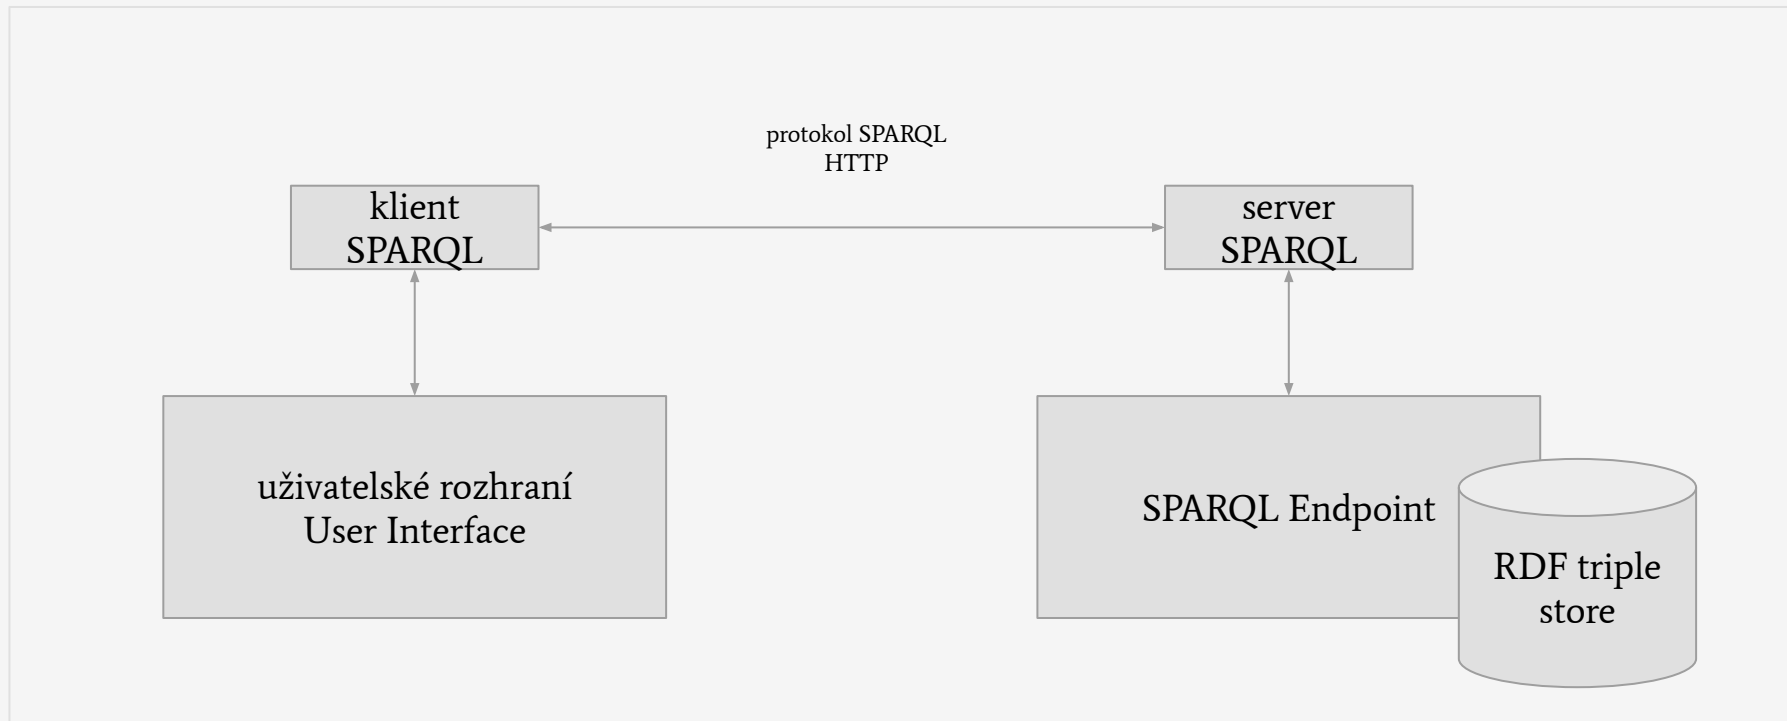 protokol SPARQL
HTTP
klient
SPARQL
server
SPARQL
uživatelské rozhraní
User Interface
SPARQL Endpoint
RDF triple
store